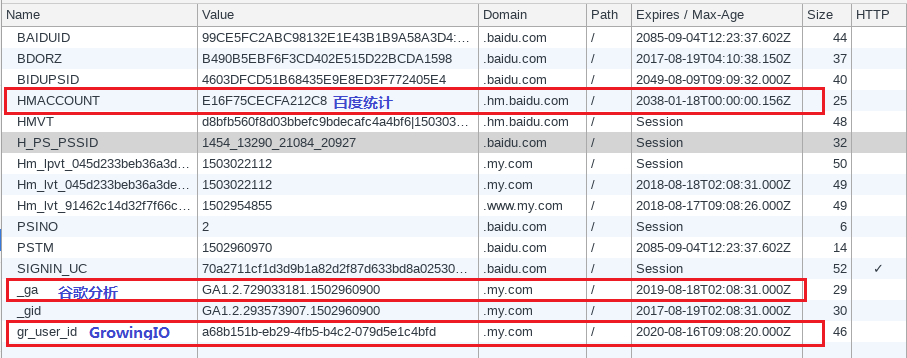 Name Value Domain Path Expires / Max-Age Size HTTP
BAIDUID 99CE5FC2ABC98132E1E43B1B9A58A3D4:… .baidu.com / 2085-09-04T12:23:37.602Z 44
BDORZ B490B5EBF6F3CD402E515D22BCDA1598 .baidu.com / 2017-08-19T04:10:38.150Z 37
BIDUPSID 4603DFCD51B68435E9E8ED3F772405E4 .baidu.com / 2049-08-09T09:09:32.000Z 40
HMACCOUNT E16F75CECFA212C8 百度统计 .hm.baidu.com / 2038-01-18T00:00:00.156Z 25
HMVT d8bfb560f8d03bbefc9bdecafc4a4bf6|150303… .hm.baidu.com / Session 48
H_PS_PSSID 1454_13290_21084_20927 .baidu.com / Session 32
Hm_lpvt_045d233beb36a3d… 1503022112 .my.com / Session 50
Hm_lvt_045d233beb36a3de… 1503022112 .my.com / 2018-08-18T02:08:31.000Z 49
Hm_lvt_91462c14d32f7f66c… 1502954855 .www.my.com / 2018-08-17T09:08:26.000Z 49
PSINO 2 .baidu.com / Session 6
PSTM 1502960970 .baidu.com / 2085-09-04T12:23:37.602Z 14
SIGNIN_UC 70a2711cf1d3d9b1a82d2f87d633bd8a02530… .baidu.com / Session 52 ✓
_ga 谷歌分析 GA1.2.729033181.1502960900 .my.com / 2019-08-18T02:08:31.000Z 29
_gid GA1.2.293573907.1502960900 .my.com / 2017-08-19T02:08:31.000Z 30
gr_user_id GrowingIO a68b151b-eb29-4fb5-b4c2-079d5e1c4bfd .my.com / 2020-08-16T09:08:20.000Z 46